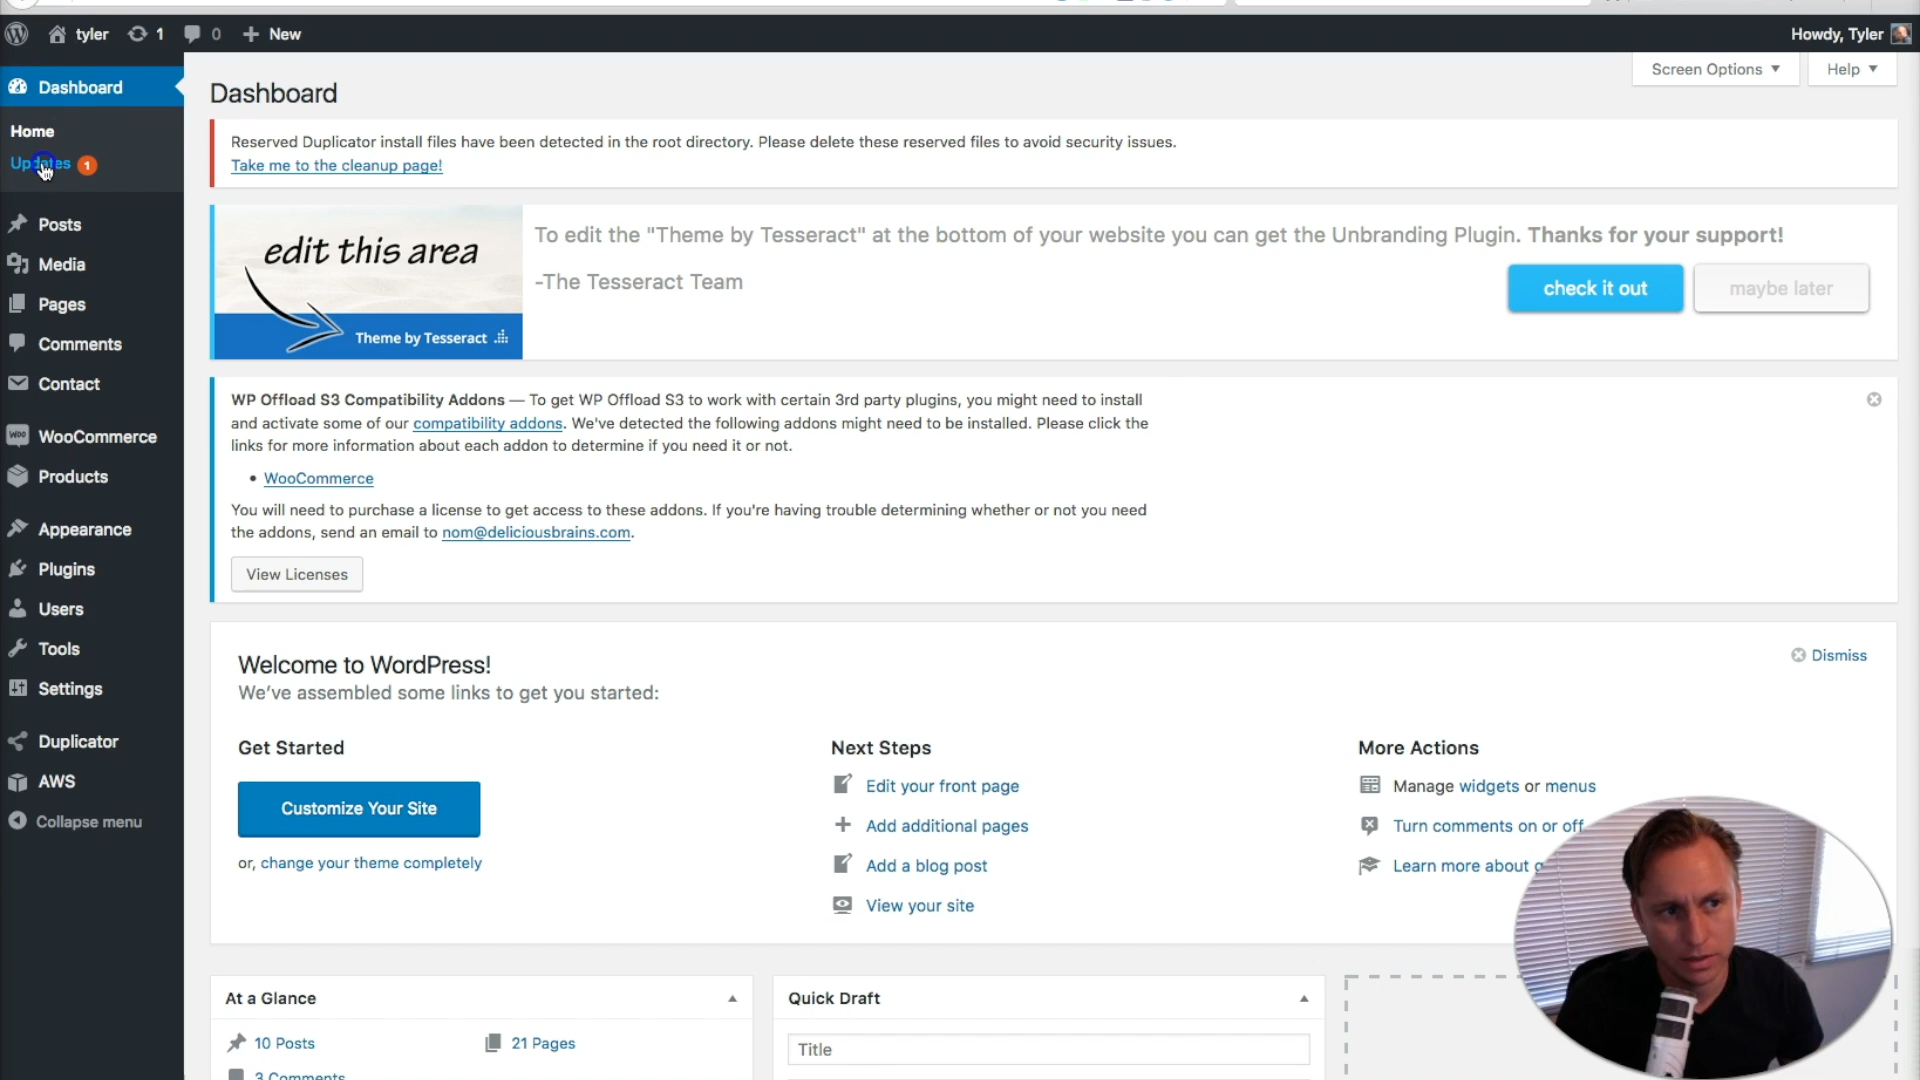 tyler 1 0 New Howdy, Tyler
Screen Options Help
Dashboard
Home
Updates 1
Posts
Media
Pages
Comments
Contact
WooCommerce
Products
Appearance
Plugins
Users
Tools
Settings
Duplicator
AWS
Collapse menu
Dashboard
Reserved Duplicator install files have been detected in the root directory. Please delete these reserved files to avoid security issues.
Take me to the cleanup page!
edit this area
Theme by Tesseract
To edit the "Theme by Tesseract" at the bottom of your website you can get the Unbranding Plugin. Thanks for your support!
-The Tesseract Team
check it out maybe later
WP Offload S3 Compatibility Addons — To get WP Offload S3 to work with certain 3rd party plugins, you might need to install
and activate some of our compatibility addons. We've detected the following addons might need to be installed. Please click the
links for more information about each addon to determine if you need it or not.
• WooCommerce
You will need to purchase a license to get access to these addons. If you're having trouble determining whether or not you need
the addons, send an email to nom@deliciousbrains.com.
View Licenses
Welcome to WordPress!
Dismiss
We've assembled some links to get you started:
Get Started
Customize Your Site
or, change your theme completely
Next Steps
Edit your front page
Add additional pages
Add a blog post
View your site
More Actions
Manage widgets or menus
Turn comments on or off
Learn more about
At a Glance
10 Posts 21 Pages
3 Comments
Quick Draft
Title